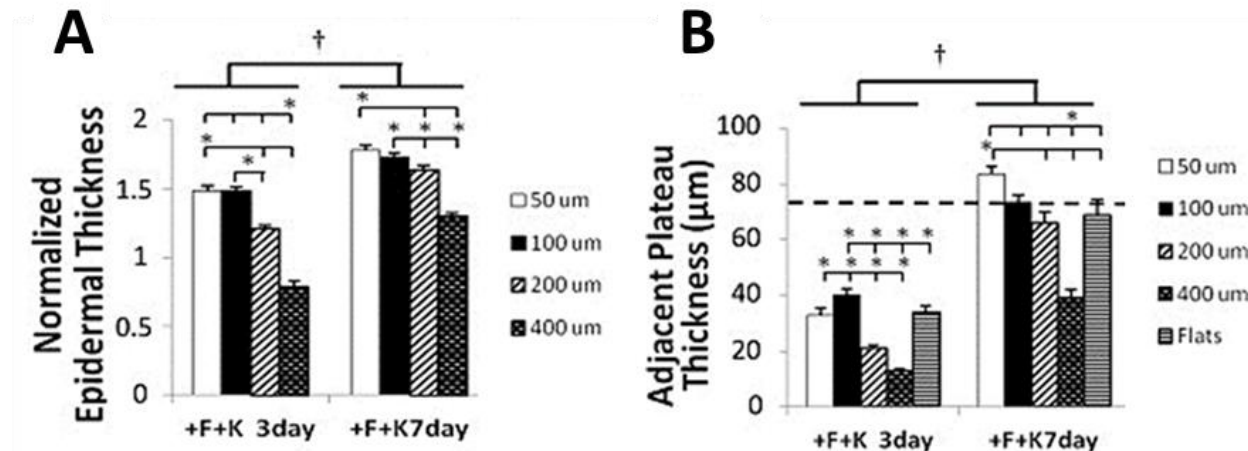 A
†
Normalized
Epidermal Thickness
2
1.5
1
0.5
0
*
*
*
*
* * *
+F+K 3day
+F+K7day
50 um
100 um
200 um
400 um
B
†
Adjacent Plateau
Thickness (µm)
100
80
60
40
20
0
*
*
* * * *
* * * *
+F+K 3day
+F+K7day
50 um
100 um
200 um
400 um
Flats